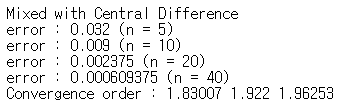 Mixed with Central Difference
error : 0.032 (n = 5)
error : 0.009 (n = 10)
error : 0.002375 (n = 20)
error : 0.000609375 (n = 40)
Convergence order : 1.83007 1.922 1.96253